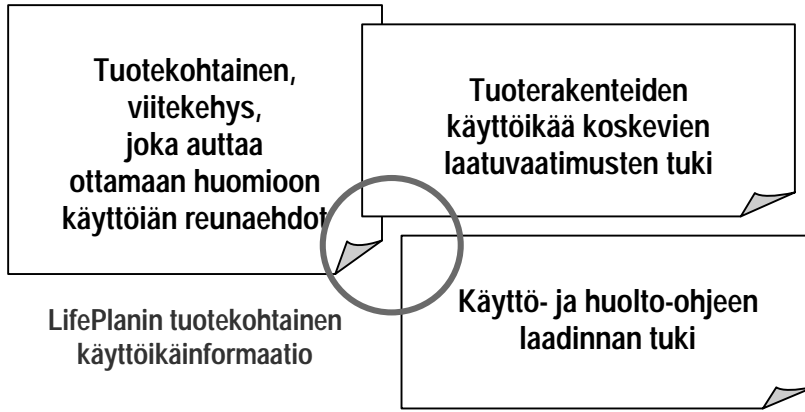 Tuotekohtainen,
viitekehys,
joka auttaa
ottamaan huomioon
käyttöiän reunaehdot
Tuoterakenteiden
käyttöikää koskevien
laatuvaatimusten tuki
Käyttö- ja huolto-ohjeen
laadinnan tuki
LifePlanin tuotekohtainen
käyttöikäinformaatio